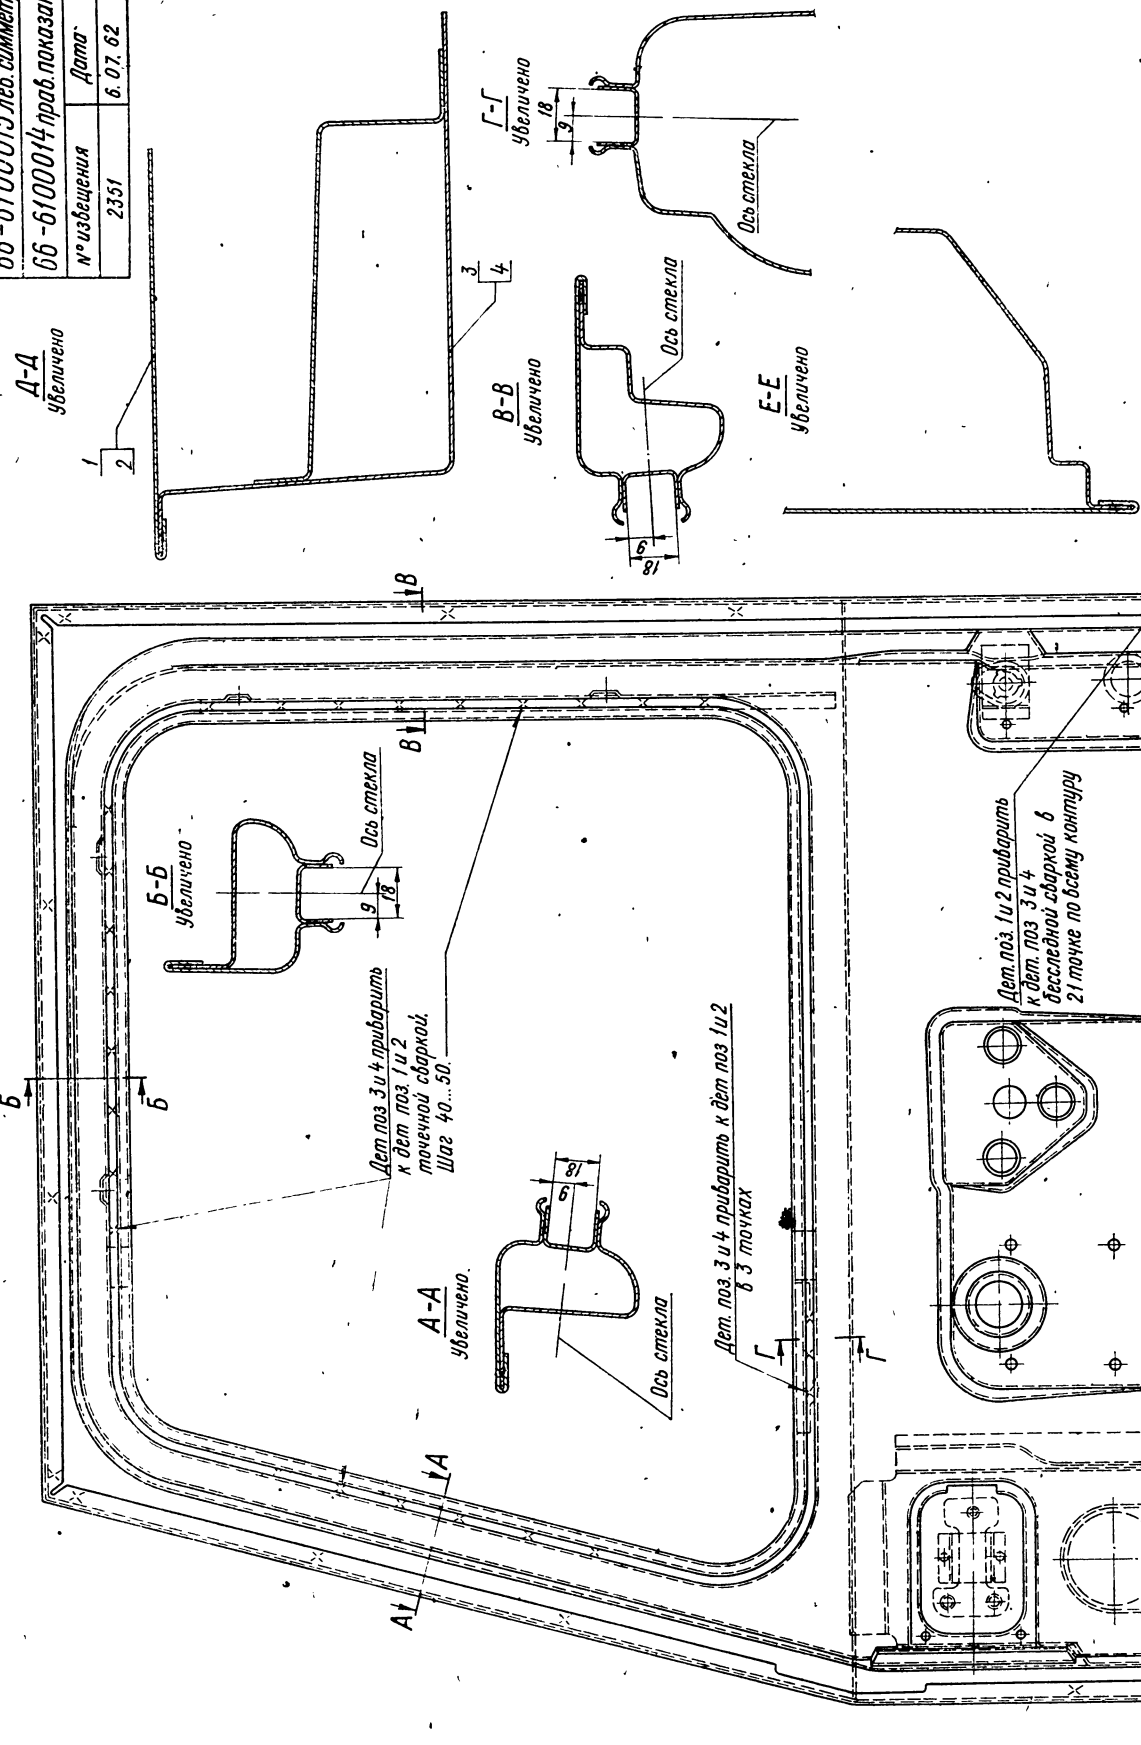 66-6100015 лев. симмет
66-6100014 прав. показан
№ извещения
Дата
2351
6.07.62
Д-Д
Увеличено
1
2
3
4
Г-Г
Увеличено
18
9
Ось стекла
В-В
Увеличено
Ось стекла
9
18
Е-Е
Увеличено
В
В
Б-Б
Увеличено
Ось стекла
9
18
Б
Б
Дет поз 3 и 4 приварить
к дет поз. 1 и 2
точечной сваркой.
Шаг 40...50.
А-А
Увеличено.
9
18
Ось стекла
Дет. поз. 3 и 4 приварить к дет поз 1 и 2
в 3 точках
Дет. поз. 1 и 2 приварить
к дет. поз 3 и 4
бесследной сваркой в
21 точке по всему контуру
Г
Г
А
А